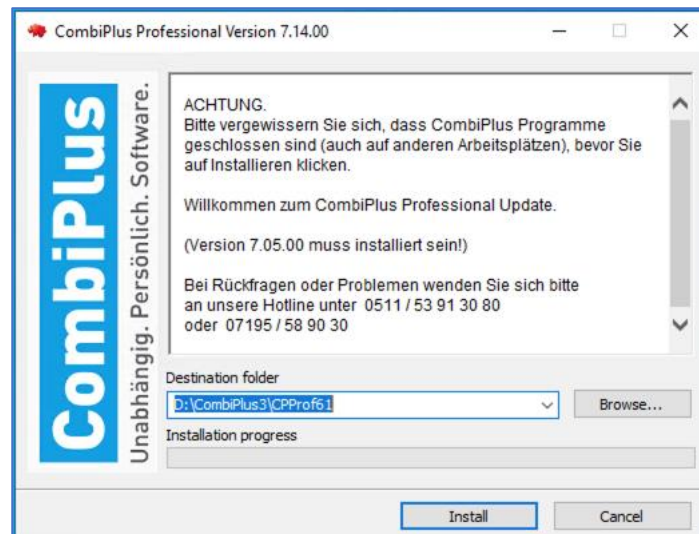 CombiPlus Professional Version 7.14.00
CombiPlus
Unabhängig. Persönlich. Software.
ACHTUNG.
Bitte vergewissern Sie sich, dass CombiPlus Programme
geschlossen sind (auch auf anderen Arbeitsplätzen), bevor Sie
auf Installieren klicken.
Willkommen zum CombiPlus Professional Update.
(Version 7.05.00 muss installiert sein!)
Bei Rückfragen oder Problemen wenden Sie sich bitte
an unsere Hotline unter 0511 / 53 91 30 80
oder 07195 / 58 90 30
Destination folder
D:\CombiPlus3\CPProf61
Browse...
Installation progress
Install
Cancel